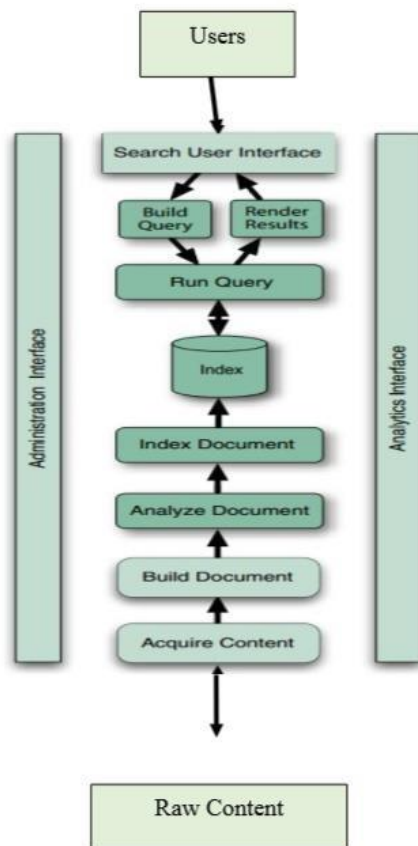 Users
Search User Interface
Build
Query
Render
Results
Run Query
Index
Index Document
Analyze Document
Build Document
Acquire Content
Administration Interface
Analytics Interface
Raw Content